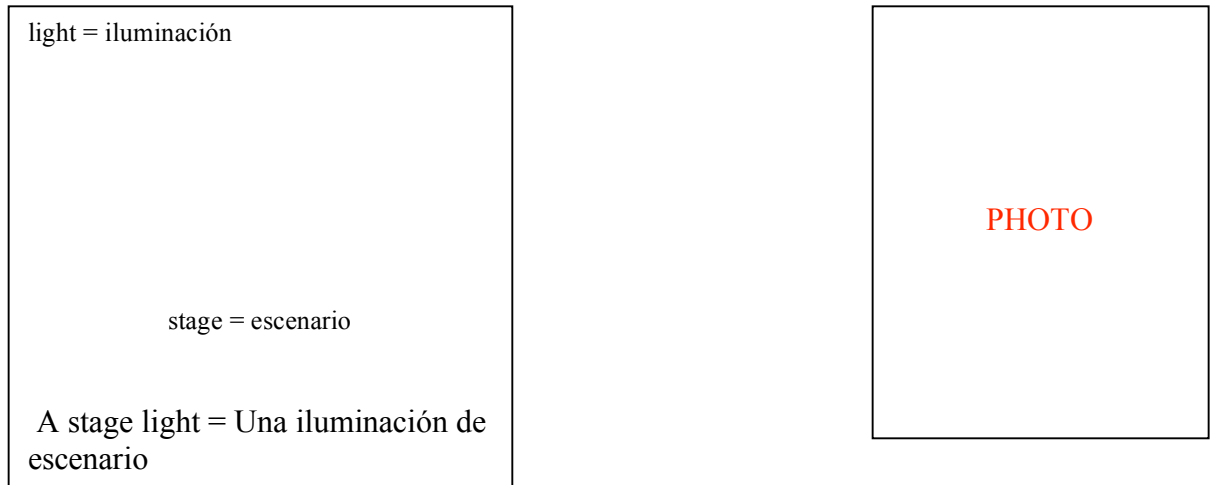 light = iluminación
PHOTO
stage = escenario
A stage light = Una iluminación de
escenario